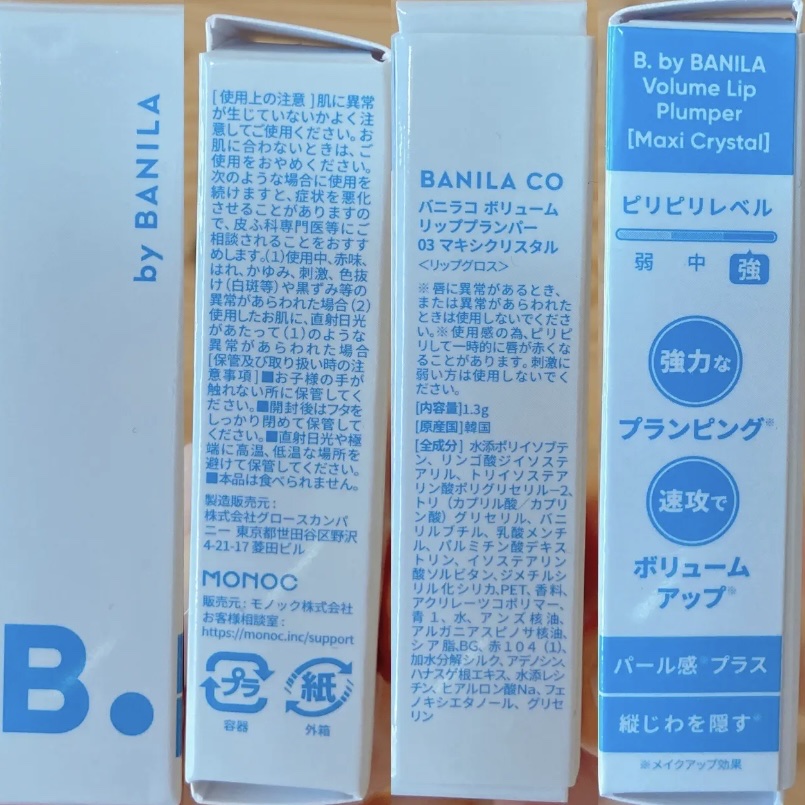 by BANILA
B.
[使用上の注意]肌に異常
が生じていないかよく注
意してご使用ください。お
肌に合わないときは、ご
使用をおやめください。
次のような場合に使用を
続けますと、症状を悪化
させることがありますの
で、皮ふ科専門医等にご
相談されることをおすす
めします。(1)使用中、赤味、
はれ、かゆみ、刺激、色抜
け(白斑等)や黒ずみ等の
異常があらわれた場合(2)
使用したお肌に、直射日光
があたって(1)のような
異常があらわれた場合
[保管及び取り扱い時の注
意事項]■お子様の手が
触れない所に保管してく
ださい。■開封後はフタを
しっかり閉めて保管して
ください。■直射日光や極
端に高温、低温な場所を
避けて保管してください。
■本品は食べられません。
製造販売元:
株式会社グロースカンパ
ニー 東京都世田谷区野沢
4-21-17 菱田ビル
MONOC
販売元:モノック株式会社
お客様相談室:
https://monoc.inc/support
プラ
容器
紙
外箱
BANILA CO
バニラコ ボリューム
リッププランパー
03 マキシクリスタル
<リップグロス>
※唇に異常があるとき、
または異常があらわれた
ときは使用しないでくださ
い。※使用感の為、ピリピ
リして一時的に唇が赤くな
ることがあります。刺激に
弱い方は使用しないでく
ださい。
[内容量]1.3g
[原産国]韓国
[全成分] 水添ポリイソブテ
ン、リンゴ酸ジイソステ
アリル、トリイソステア
リン酸ポリグリセリル-2、
トリ(カプリル酸/カプリ
ン酸)グリセリル、バニ
リルブチル、乳酸メンチ
ル、パルミチン酸デキス
トリン、イソステアリン
酸ソルビタン、ジメチルシ
リル化シリカ、PET、香料、
アクリレーツコポリマー、
青1、水、アンズ核油、
アルガニアスピノサ核油、
シア脂、BG、赤104(1)、
加水分解シルク、アデノシン、
ハナスゲ根エキス、水添レシ
チン、ヒアルロン酸Na、フェ
ノキシエタノール、グリセ
リン
B. by BANILA
Volume Lip
Plumper
[Maxi Crystal]
ピリピリレベル
弱 中 強
強力な
プランピング※
速攻で
ボリューム
アップ※
パール感※プラス
縦じわを隠す※
※メイクアップ効果